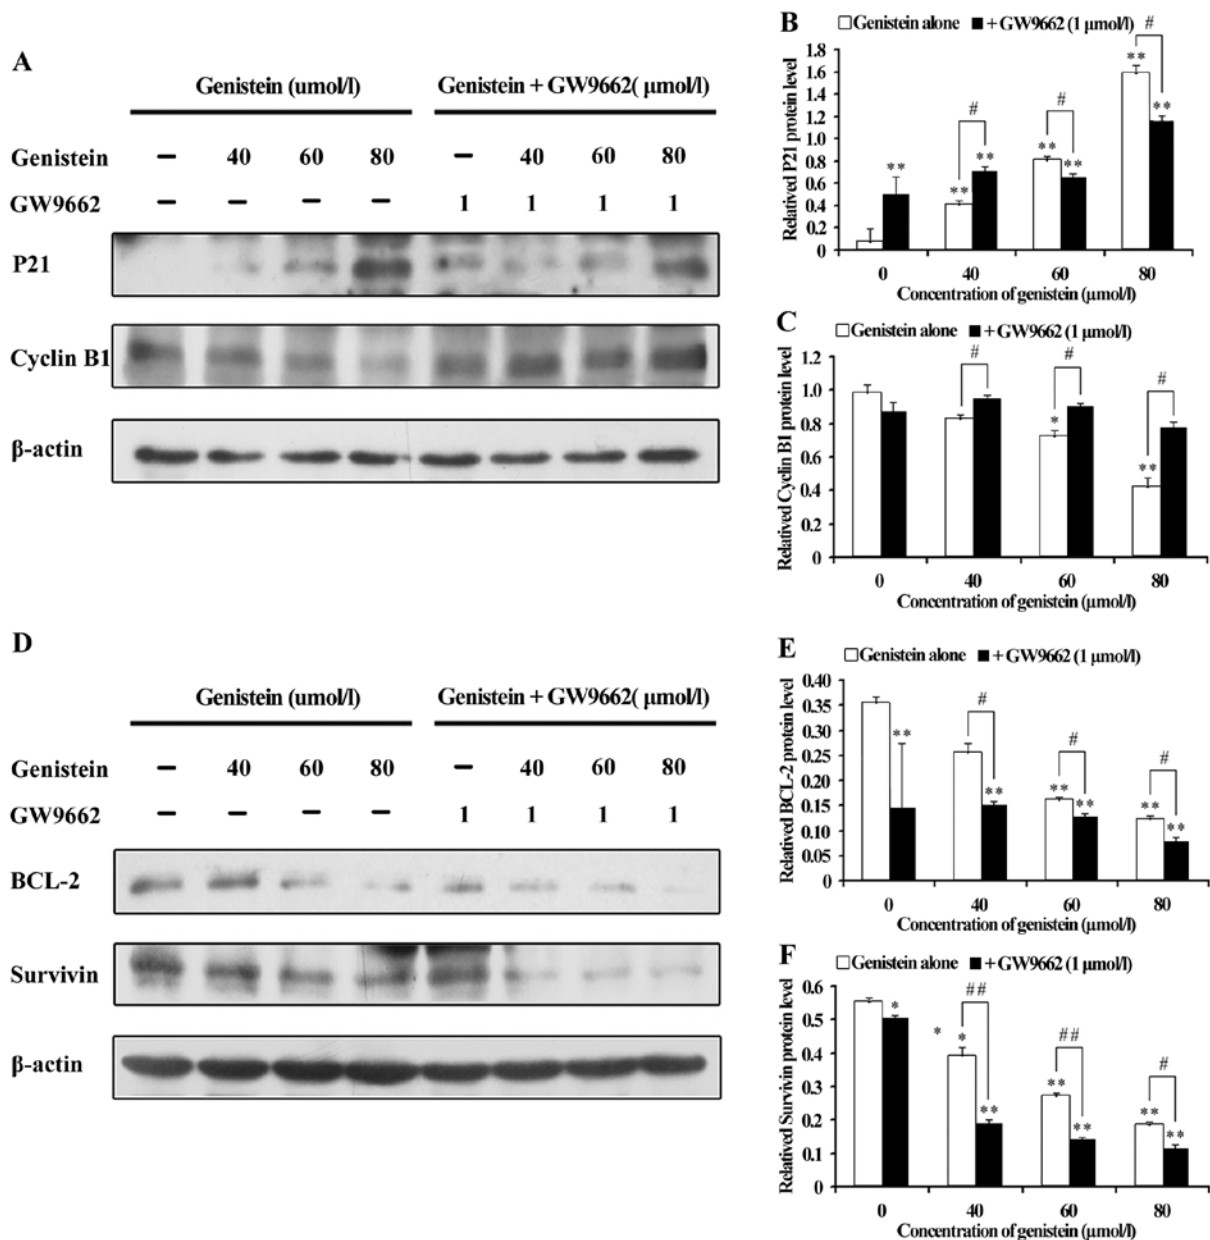 A
Genistein (umol/l) Genistein + GW9662( μmol/l)
Genistein – 40 60 80 – 40 60 80
GW9662 – – – – 1 1 1 1
P21
Cyclin B1
β-actin
B
Genistein alone + GW9662 (1 μmol/l)
Relatived P21 protein level
1.8
1.6
1.4
1.2
1.0
0.8
0.6
0.4
0.2
0
** ** ** ** ** ** **
# # #
0 40 60 80
Concentration of genistein (μmol/l)
C
Genistein alone + GW9662 (1 μmol/l)
Relatived Cyclin B1 protein level
1.2
1.0
0.8
0.6
0.4
0.2
0
* **
# # #
0 40 60 80
Concentration of genistein (μmol/l)
D
Genistein (umol/l) Genistein + GW9662( μmol/l)
Genistein – 40 60 80 – 40 60 80
GW9662 – – – – 1 1 1 1
BCL-2
Survivin
β-actin
E
Genistein alone + GW9662 (1 μmol/l)
Relatived BCL-2 protein level
0.40
0.35
0.30
0.25
0.20
0.15
0.10
0.05
0
** ** ** ** ** **
# # #
0 40 60 80
Concentration of genistein (μmol/l)
F
Genistein alone + GW9662 (1 μmol/l)
Relatived Survivin protein level
0.6
0.5
0.4
0.3
0.2
0.1
0
* * * ** ** ** ** **
## ## #
0 40 60 80
Concentration of genistein (μmol/l)